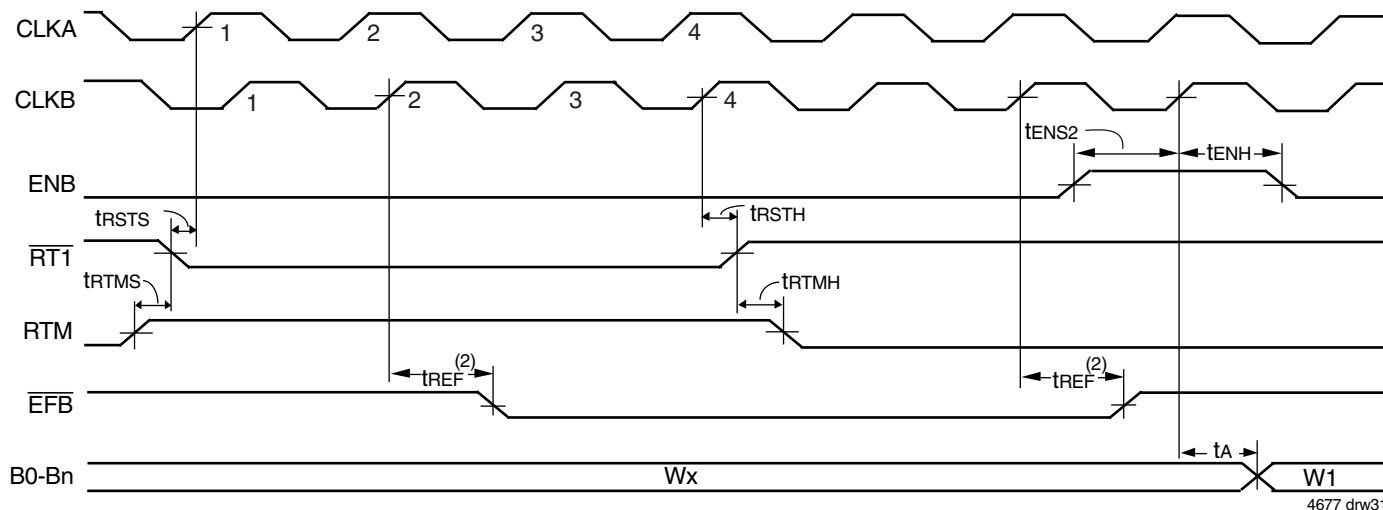 CLKA 1 2 3 4
CLKB 1 2 3 4
tENS2 tENH
ENB
tRSTS tRSTH
RT1
tRTMS tRTMH
RTM
tREF(2) tREF(2)
EFB
tA
B0-Bn Wx W1
4677 drw31